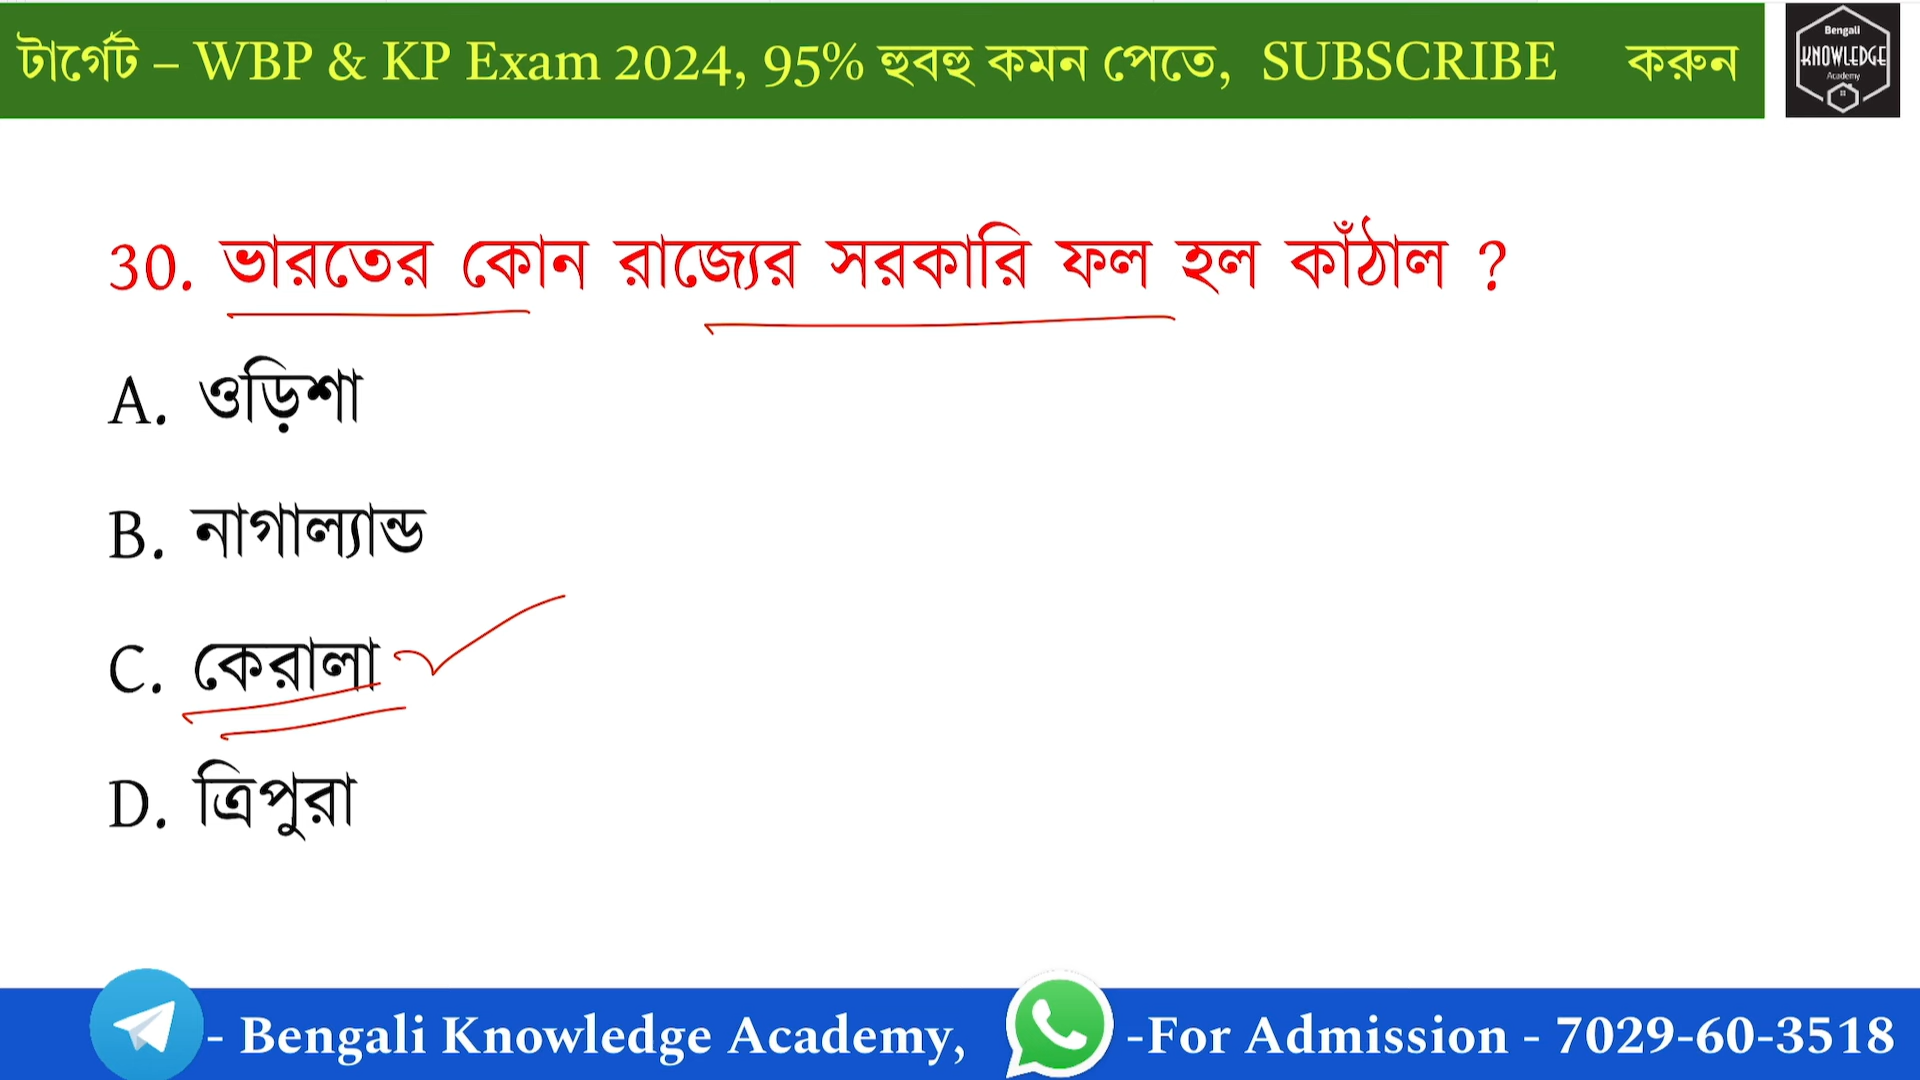 টার্গেট – WBP & KP Exam 2024, 95% হুবহু কমন পেতে, SUBSCRIBE করুন
Bengali
KNOWLEDGE
Academy
30. ভারতের কোন রাজ্যের সরকারি ফল হল কাঁঠাল ?
A. ওড়িশা
B. নাগাল্যান্ড
C. কেরালা
D. ত্রিপুরা
- Bengali Knowledge Academy, -For Admission - 7029-60-3518